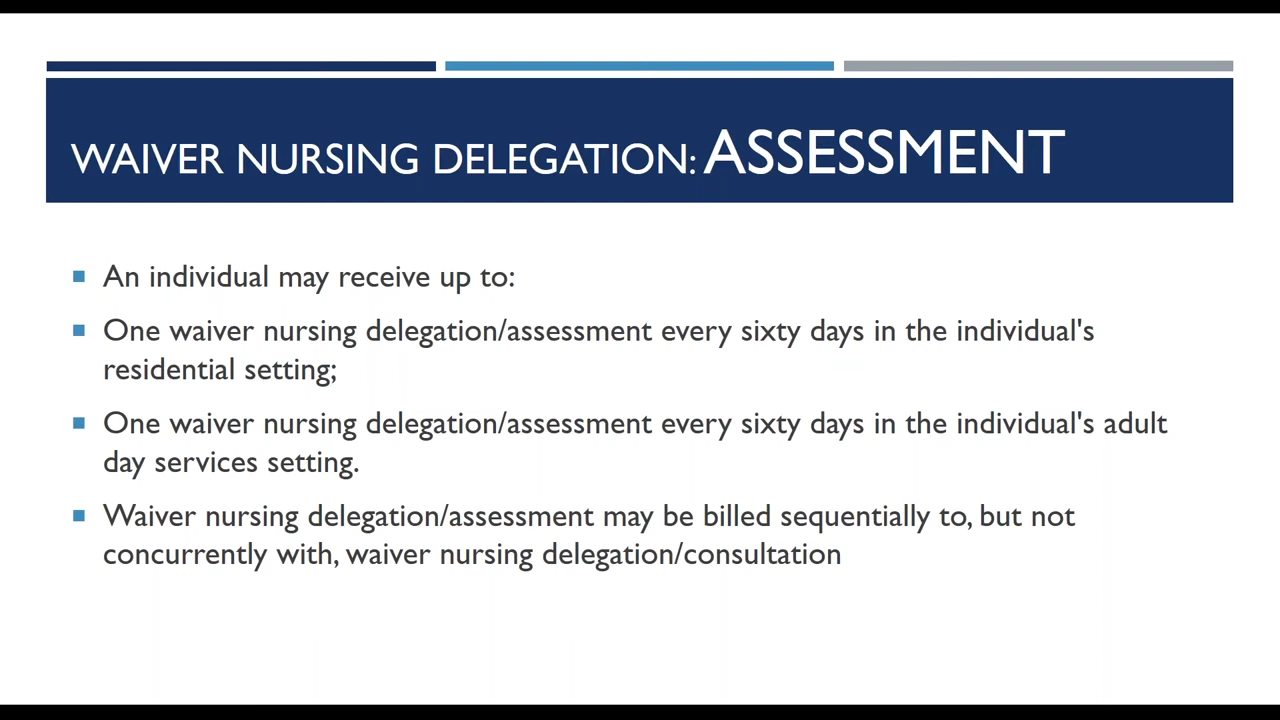 WAIVER NURSING DELEGATION: ASSESSMENT
An individual may receive up to:
One waiver nursing delegation/assessment every sixty days in the individual's
residential setting;
One waiver nursing delegation/assessment every sixty days in the individual's adult
day services setting.
Waiver nursing delegation/assessment may be billed sequentially to, but not
concurrently with, waiver nursing delegation/consultation